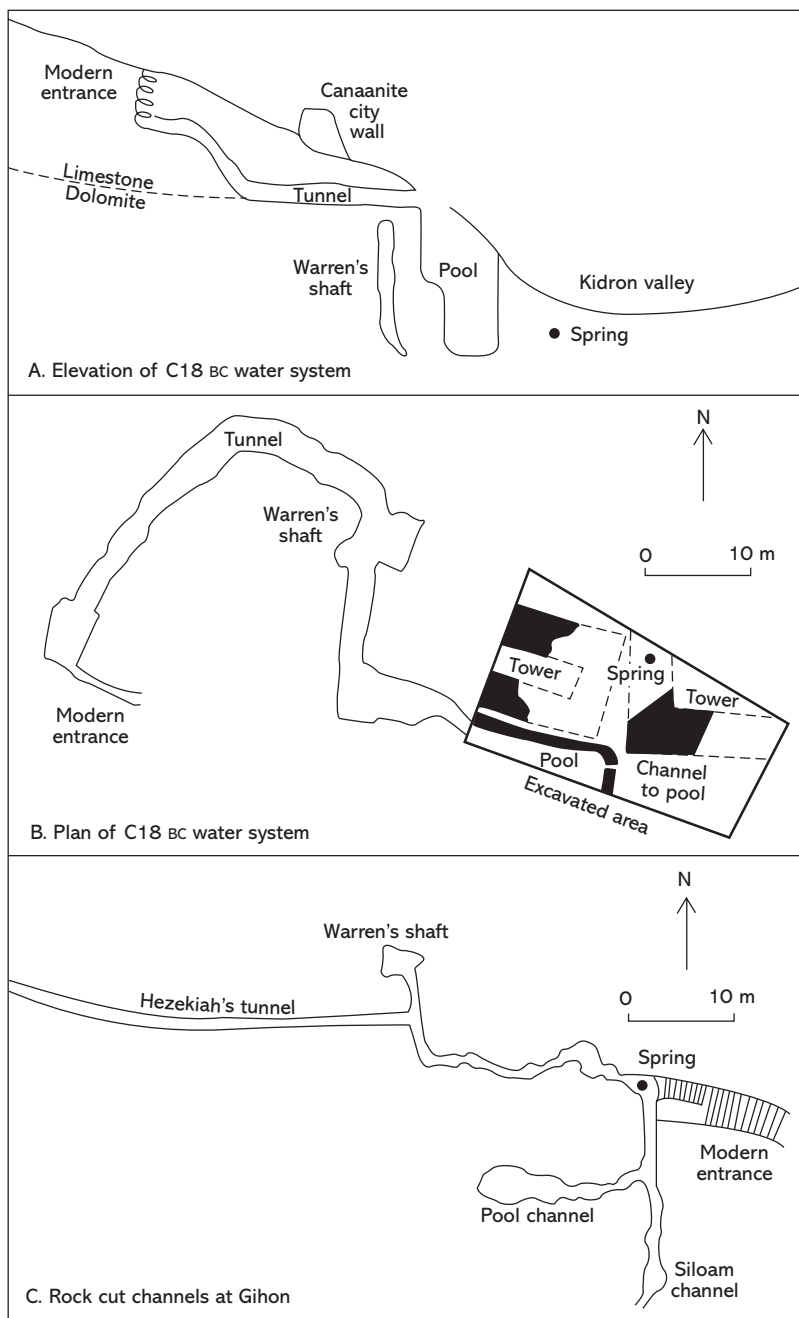 Modern
entrance
Canaanite
city
wall
Limestone
Dolomite
Tunnel
Warren's
shaft
Pool
Kidron valley
Spring
A. Elevation of C18 BC water system
N
Tunnel
Warren's
shaft
0 10 m
Tower
Spring
Tower
Modern
entrance
Pool
Channel
to pool
Excavated area
B. Plan of C18 BC water system
N
Warren's shaft
Hezekiah's tunnel
0 10 m
Spring
Modern
entrance
Pool channel
Siloam
channel
C. Rock cut channels at Gihon